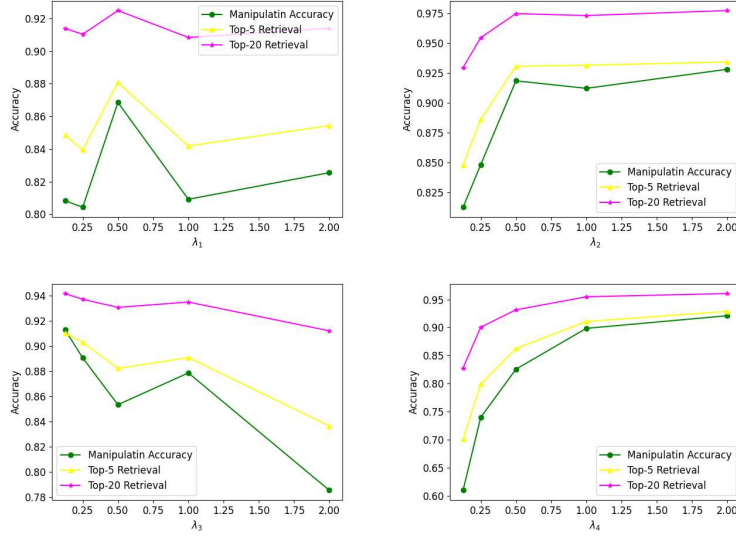 0.92
0.90
0.88
0.86
0.84
0.82
0.80
Accuracy
Manipulatin Accuracy
Top-5 Retrieval
Top-20 Retrieval
0.25 0.50 0.75 1.00 1.25 1.50 1.75 2.00
λ1
0.975
0.950
0.925
0.900
0.875
0.850
0.825
Accuracy
Manipulatin Accuracy
Top-5 Retrieval
Top-20 Retrieval
0.25 0.50 0.75 1.00 1.25 1.50 1.75 2.00
λ2
0.94
0.92
0.90
0.88
0.86
0.84
0.82
0.80
0.78
Accuracy
Manipulatin Accuracy
Top-5 Retrieval
Top-20 Retrieval
0.25 0.50 0.75 1.00 1.25 1.50 1.75 2.00
λ3
0.95
0.90
0.85
0.80
0.75
0.70
0.65
0.60
Accuracy
Manipulatin Accuracy
Top-5 Retrieval
Top-20 Retrieval
0.25 0.50 0.75 1.00 1.25 1.50 1.75 2.00
λ4